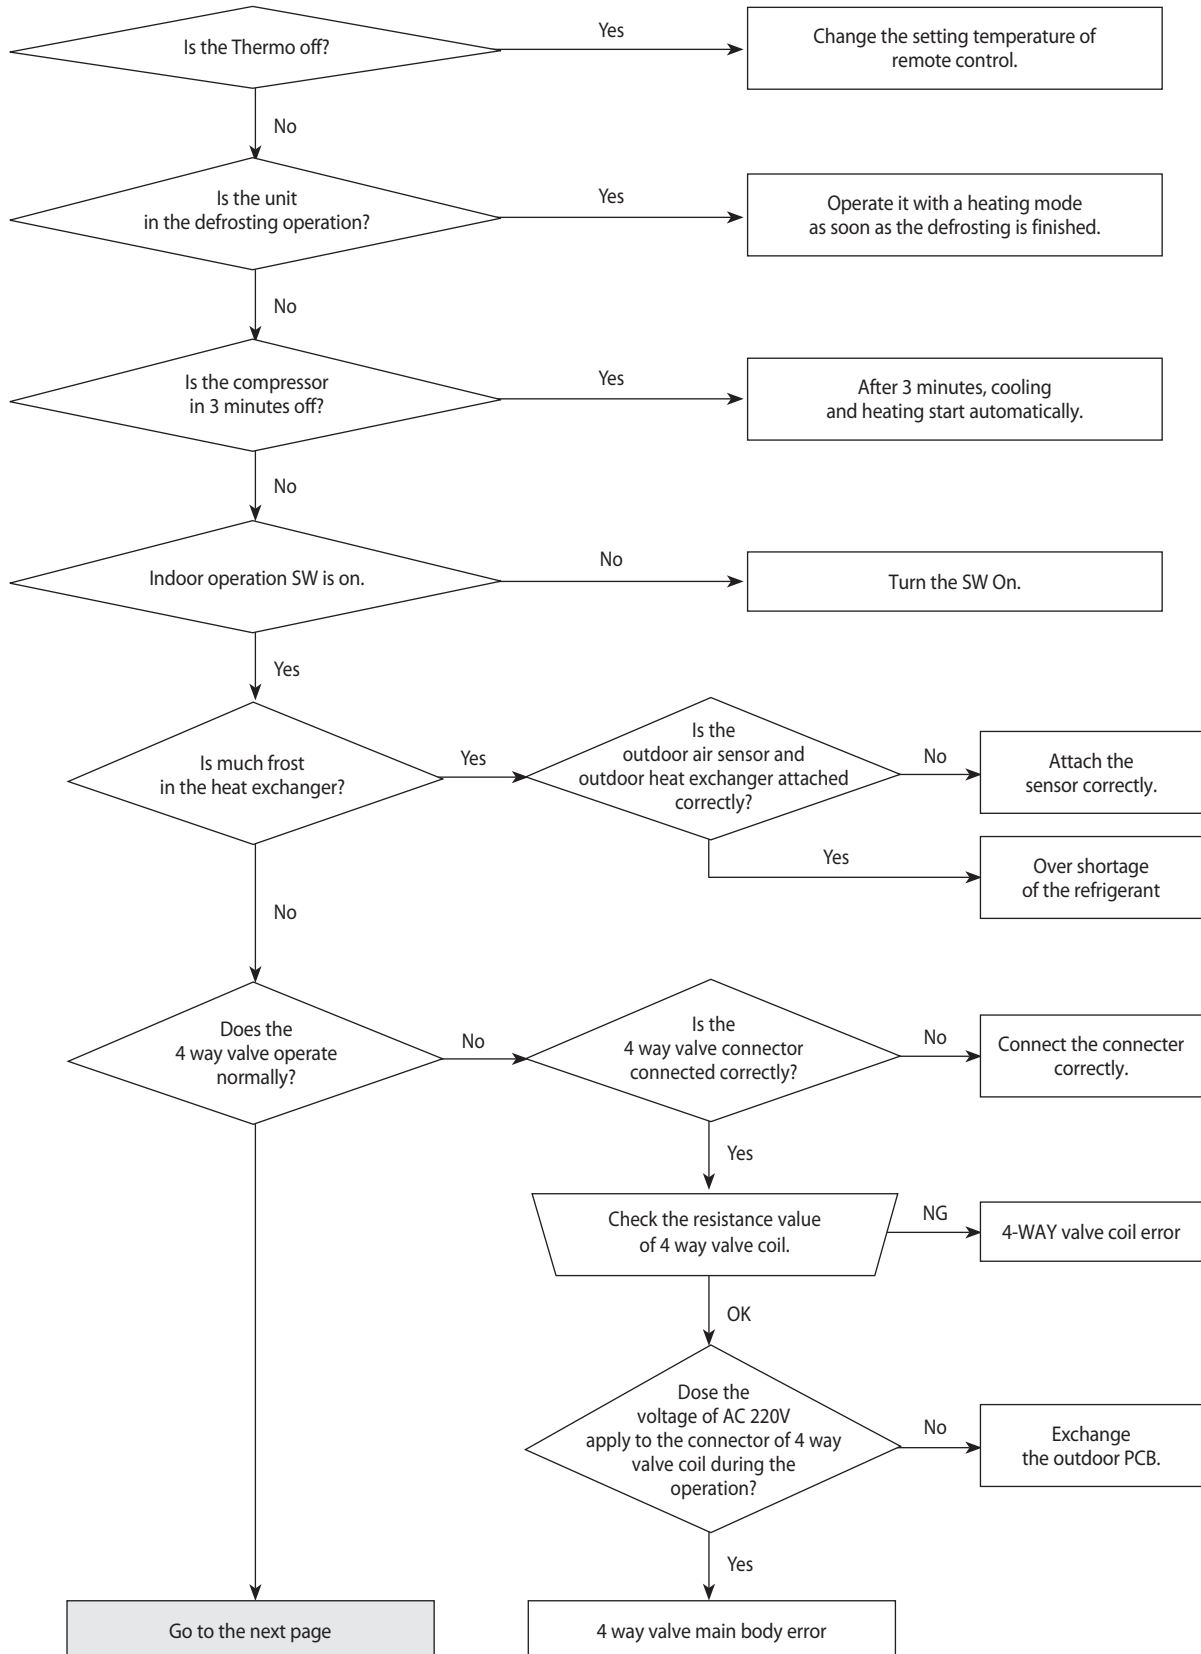 Is the Thermo off?
Yes
Change the setting temperature of
remote control.
No
Is the unit
in the defrosting operation?
Yes
Operate it with a heating mode
as soon as the defrosting is finished.
No
Is the compressor
in 3 minutes off?
Yes
After 3 minutes, cooling
and heating start automatically.
No
Indoor operation SW is on.
No
Turn the SW On.
Yes
Is much frost
in the heat exchanger?
Yes
Is the
outdoor air sensor and
outdoor heat exchanger attached
correctly?
No
Attach the
sensor correctly.
Yes
Over shortage
of the refrigerant
No
Does the
4 way valve operate
normally?
No
Is the
4 way valve connector
connected correctly?
No
Connect the connecter
correctly.
Yes
Check the resistance value
of 4 way valve coil.
NG
4-WAY valve coil error
OK
Dose the
voltage of AC 220V
apply to the connector of 4 way
valve coil during the
operation?
No
Exchange
the outdoor PCB.
Yes
Go to the next page
4 way valve main body error